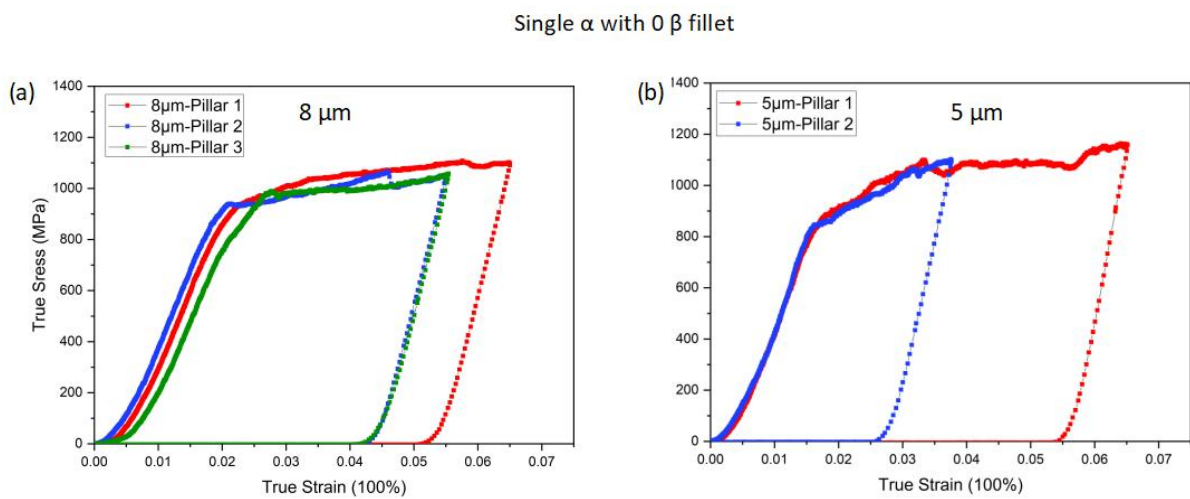 Single α with 0 β fillet
(a)
8μm-Pillar 1
8μm-Pillar 2
8μm-Pillar 3
8 μm
True Sress (MPa)
1400
1200
1000
800
600
400
200
0
0.00 0.01 0.02 0.03 0.04 0.05 0.06 0.07
True Strain (100%)
(b)
5μm-Pillar 1
5μm-Pillar 2
5 μm
1400
1200
1000
800
600
400
200
0
0.00 0.01 0.02 0.03 0.04 0.05 0.06 0.07
True Strain (100%)